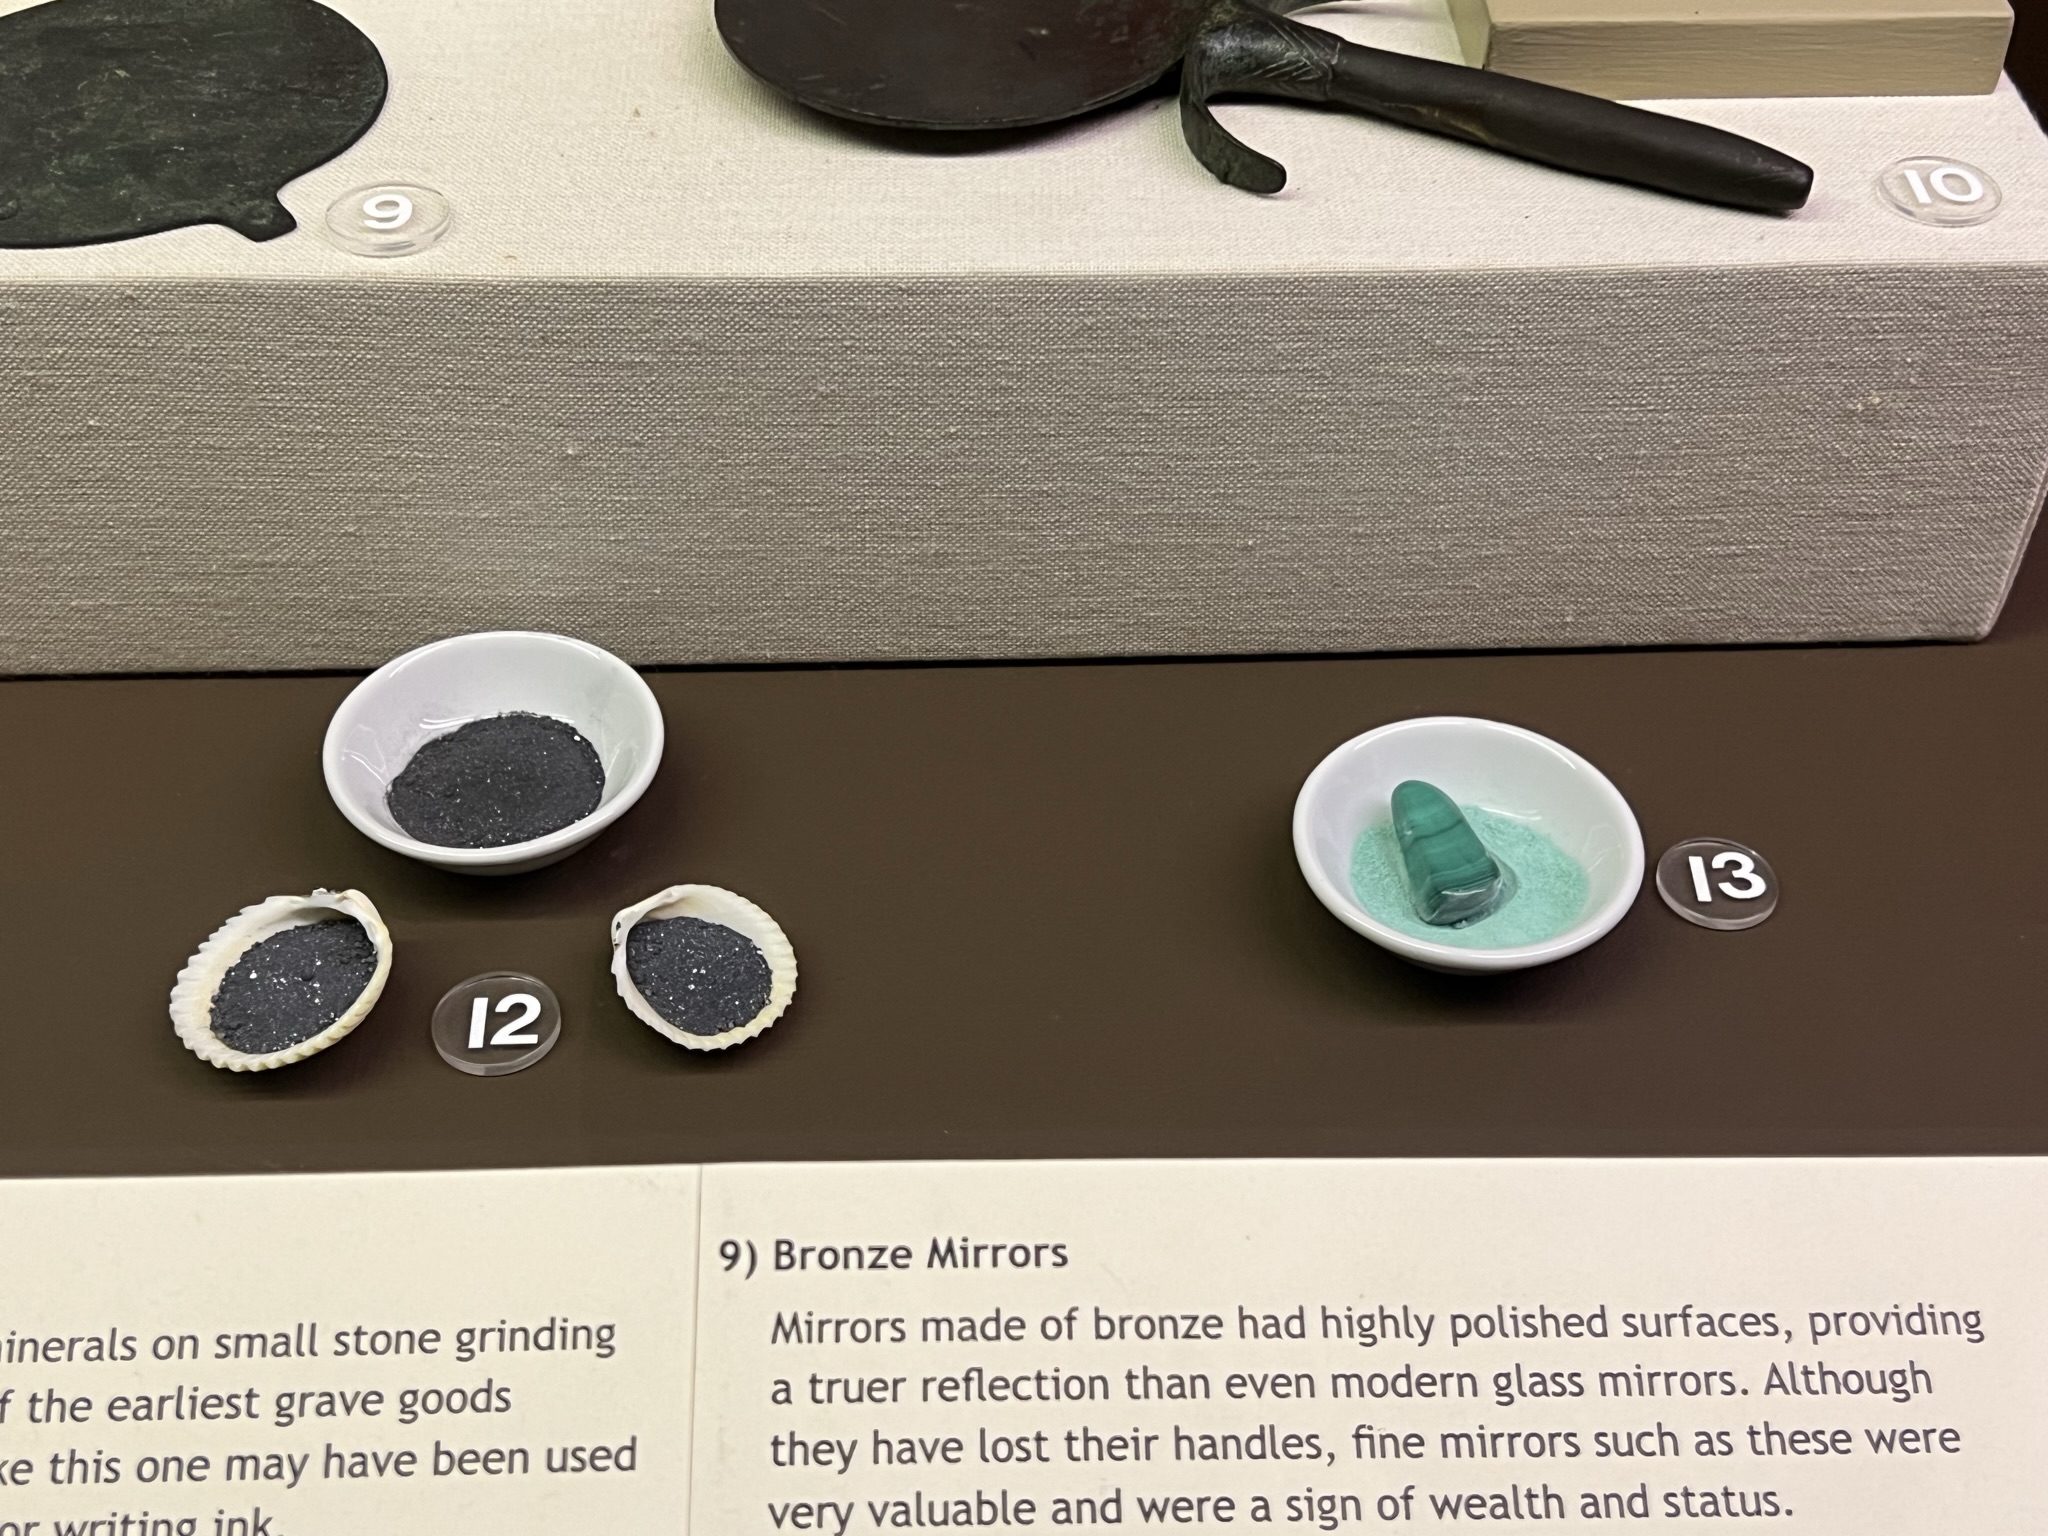 9
10
12
13
minerals on small stone grinding
of the earliest grave goods
this one may have been used
or writing ink.
9) Bronze Mirrors
Mirrors made of bronze had highly polished surfaces, providing
a truer reflection than even modern glass mirrors. Although
they have lost their handles, fine mirrors such as these were
very valuable and were a sign of wealth and status.